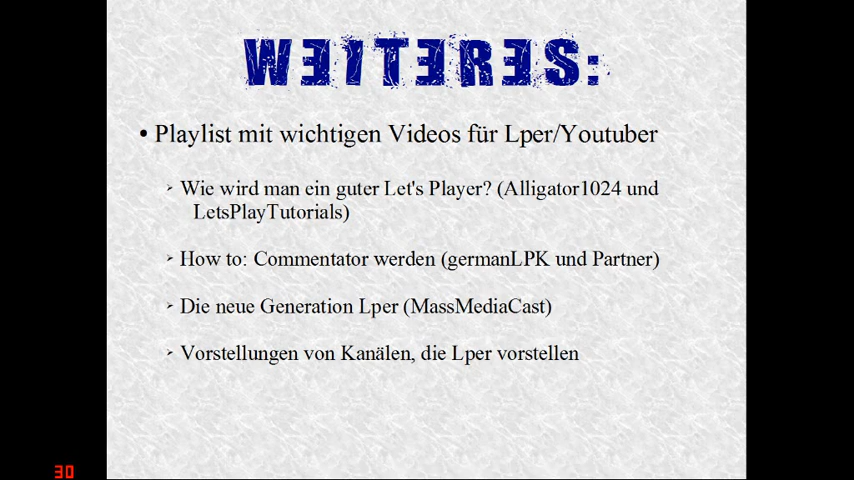 WEITERES:
• Playlist mit wichtigen Videos für Lper/Youtuber
➢ Wie wird man ein guter Let's Player? (Alligator1024 und
LetsPlayTutorials)
➢ How to: Commentator werden (germanLPK und Partner)
➢ Die neue Generation Lper (MassMediaCast)
➢ Vorstellungen von Kanälen, die Lper vorstellen
30